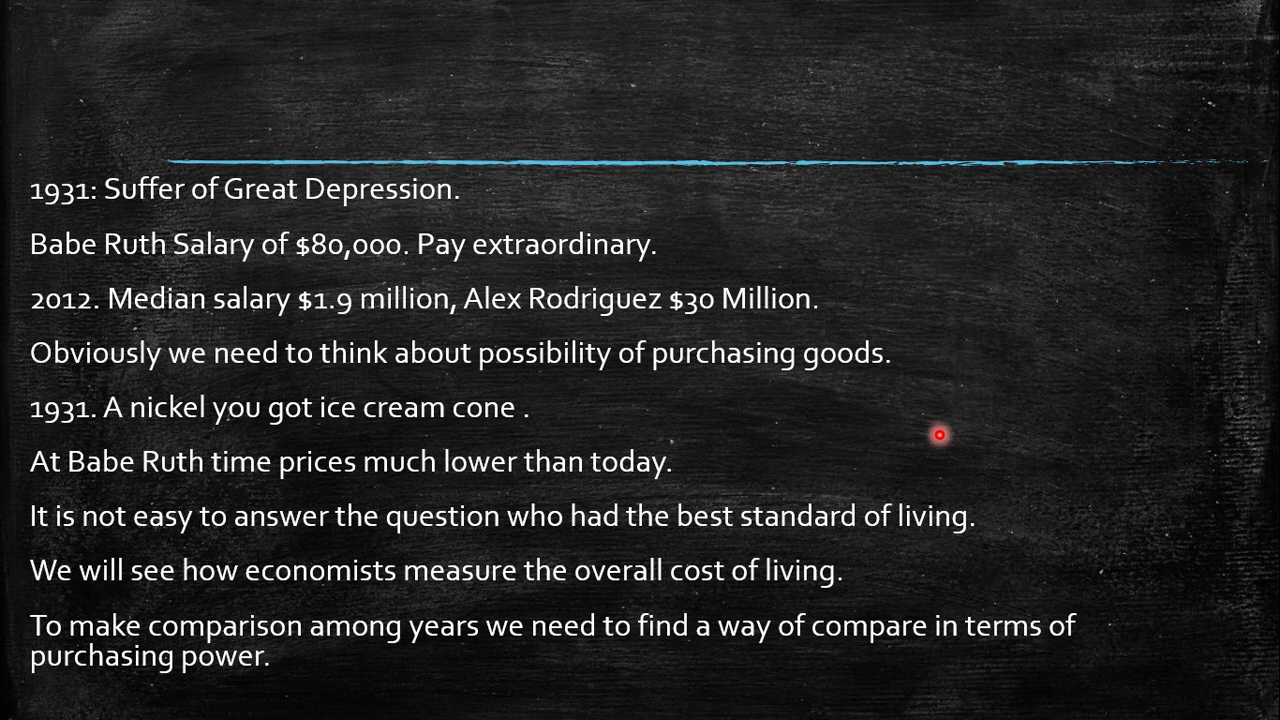 1931: Suffer of Great Depression.
Babe Ruth Salary of $80,000. Pay extraordinary.
2012. Median salary $1.9 million, Alex Rodriguez $30 Million.
Obviously we need to think about possibility of purchasing goods.
1931. A nickel you got ice cream cone .
At Babe Ruth time prices much lower than today.
It is not easy to answer the question who had the best standard of living.
We will see how economists measure the overall cost of living.
To make comparison among years we need to find a way of compare in terms of
purchasing power.